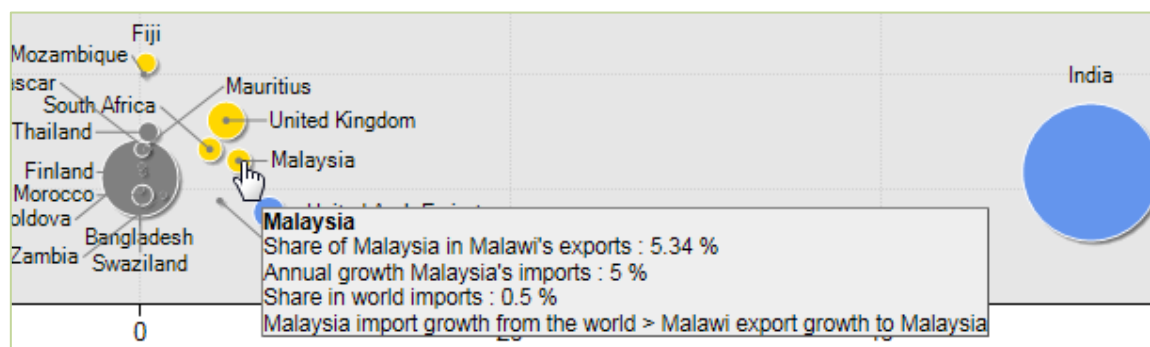 Fiji
Mozambique
ascar
Mauritius
India
South Africa
United Kingdom
Thailand
Malaysia
Finland
Morocco
oldova
Zambia
Bangladesh
Swaziland
Malaysia
Share of Malaysia in Malawi's exports : 5.34 %
Annual growth Malaysia's imports : 5 %
Share in world imports : 0.5 %
Malaysia import growth from the world > Malawi export growth to Malaysia
0